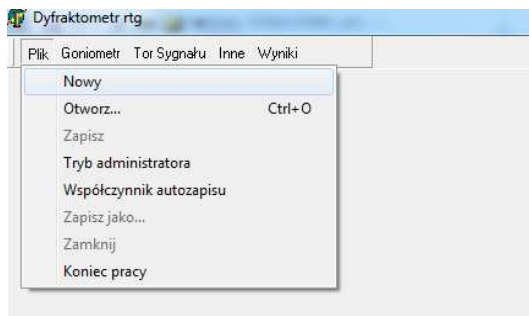 Dyfraktometr rtg
Plik Goniometr Tor Sygnału Inne Wyniki
Nowy
Otworz... Ctrl+O
Zapisz
Tryb administratora
Współczynnik autozapisu
Zapisz jako...
Zamknij
Koniec pracy